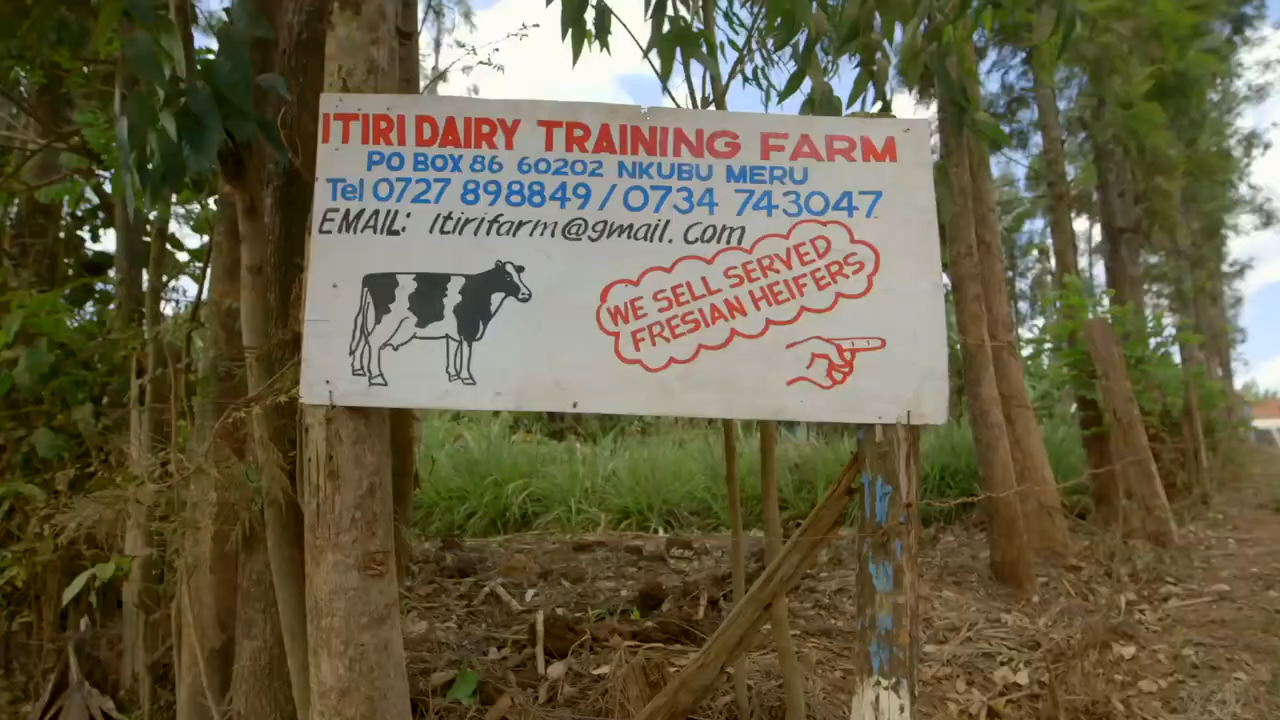 ITIRI DAIRY TRAINING FARM
PO BOX 86 60202 NKUBU MERU
Tel 0727 898849 / 0734 743047
EMAIL: Itirifarm@gmail.com
WE SELL SERVED
FRESIAN HEIFERS